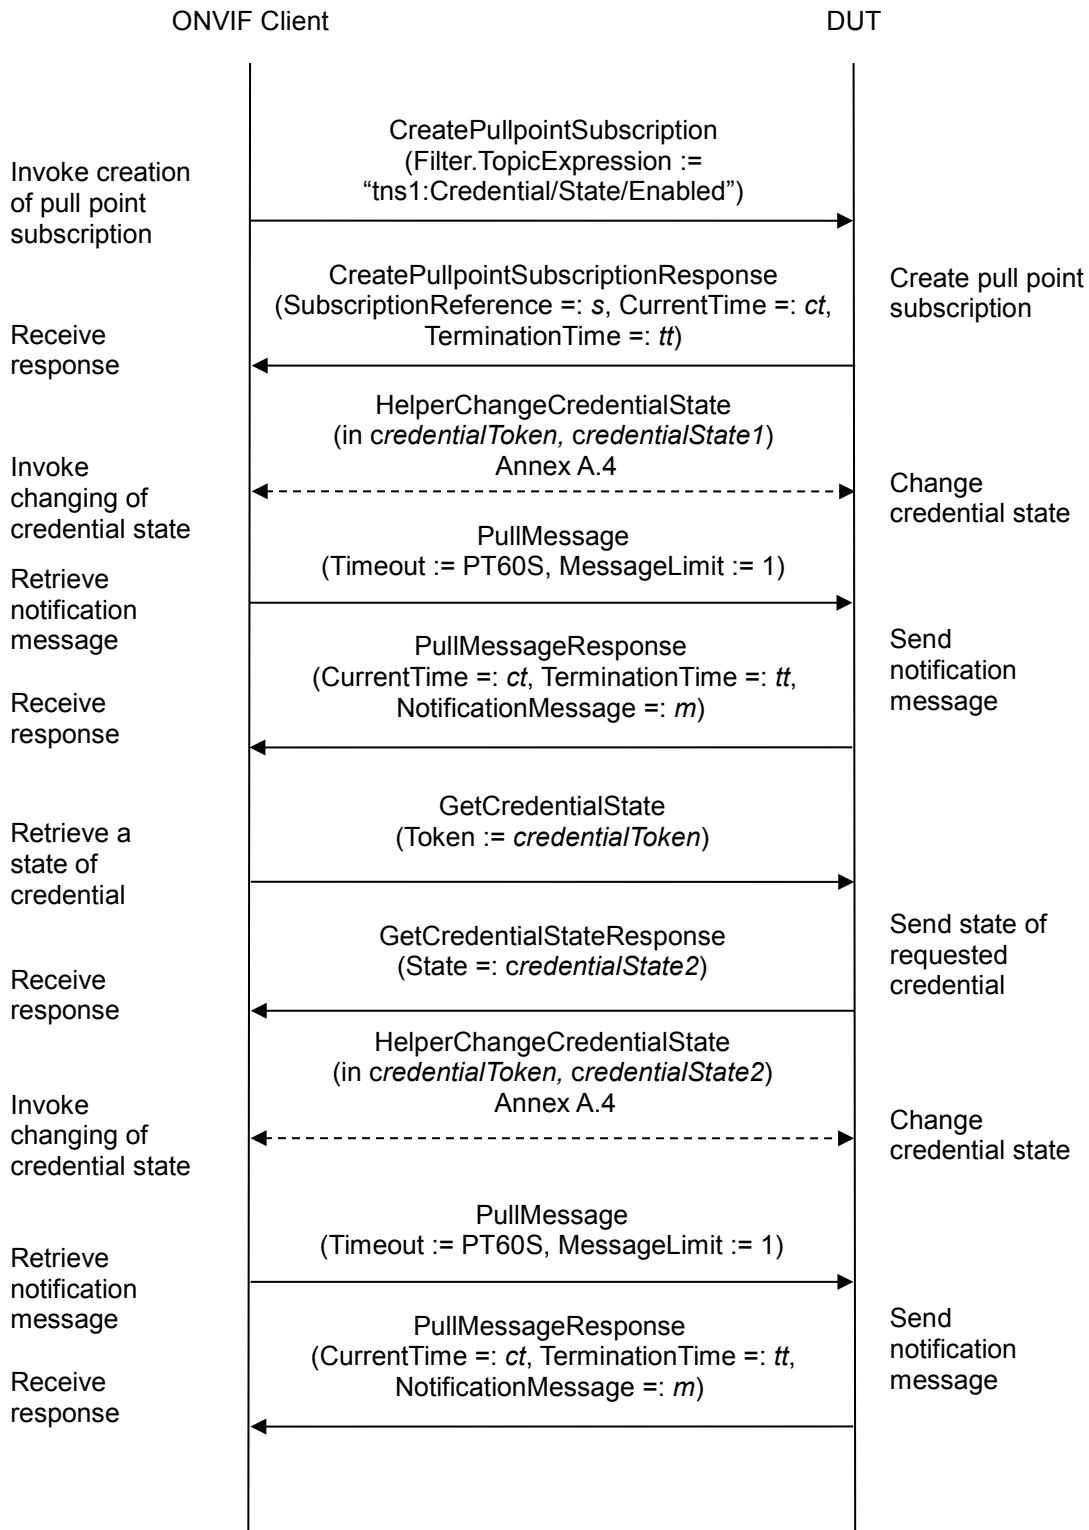 ONVIF Client
DUT
CreatePullpointSubscription
(Filter.TopicExpression :=
“tns1:Credential/State/Enabled”)
Invoke creation
of pull point
subscription
CreatePullpointSubscriptionResponse
(SubscriptionReference =: s, CurrentTime =: ct,
TerminationTime =: tt)
Create pull point
subscription
Receive
response
HelperChangeCredentialState
(in credentialToken, credentialState1)
Annex A.4
Invoke
changing of
credential state
Change
credential state
PullMessage
(Timeout := PT60S, MessageLimit := 1)
Retrieve
notification
message
PullMessageResponse
(CurrentTime =: ct, TerminationTime =: tt,
NotificationMessage =: m)
Send
notification
message
Receive
response
GetCredentialState
(Token := credentialToken)
Retrieve a
state of
credential
GetCredentialStateResponse
(State =: credentialState2)
Send state of
requested
credential
Receive
response
HelperChangeCredentialState
(in credentialToken, credentialState2)
Annex A.4
Invoke
changing of
credential state
Change
credential state
PullMessage
(Timeout := PT60S, MessageLimit := 1)
Retrieve
notification
message
PullMessageResponse
(CurrentTime =: ct, TerminationTime =: tt,
NotificationMessage =: m)
Send
notification
message
Receive
response